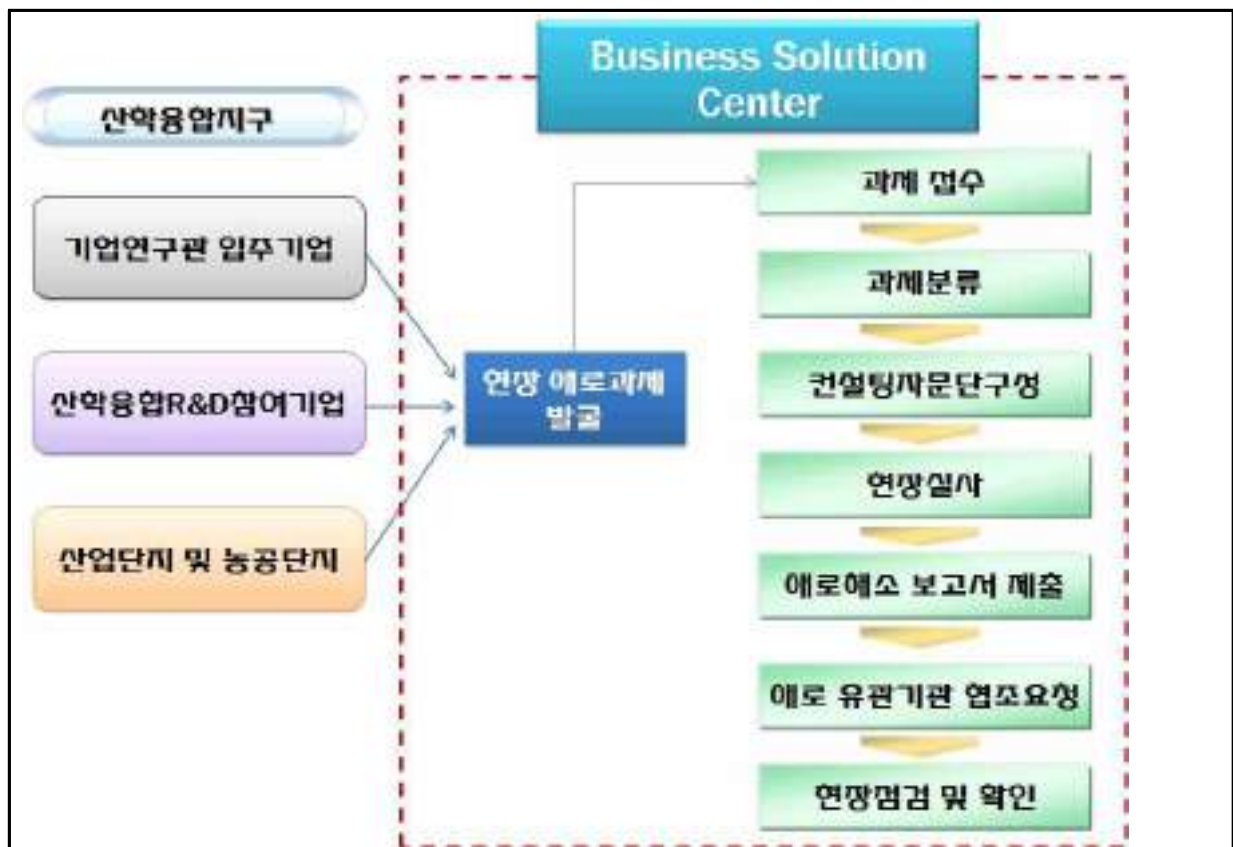 Business Solution
Center
산학융합지구
기업연구관 입주기업
산학융합R&D참여기업
산업단지 및 농공단지
현장 애로과제
발굴
과제 접수
과제분류
컨설팅자문단구성
현장실사
애로해소 보고서 제출
애로 유관기관 협조요청
현장점검 및 확인